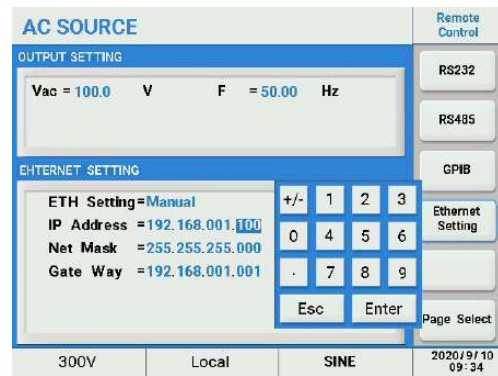 AC SOURCE
Remote
Control
OUTPUT SETTING
Vac = 100.0 V F = 50.00 Hz
RS232
RS485
GPIB
EHTERNET SETTING
ETH Setting=Manual
IP Address =192.168.001.100
Net Mask =255.255.255.000
Gate Way =192.168.001.001
+/- 1 2 3
0 4 5 6
. 7 8 9
Esc Enter
Ethernet
Setting
Page Select
300V Local SINE
2020/9/10
09:34